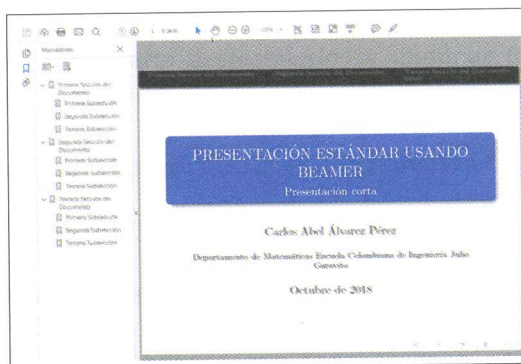 Marcadores
Primera Sección del
Documento
Primera Subsección
Segunda Subsección
Tercera Subsección
Segunda Sección del
Documento
Primera Subsección
Segunda Subsección
Tercera Subsección
Tercera Sección del
Documento
Primera Subsección
Segunda Subsección
Tercera Subsección
PRESENTACIÓN ESTÁNDAR USANDO
BEAMER
Presentación corta
Carlos Abel Álvarez Pérez
Departamento de Matemáticas Escuela Colombiana de Ingeniería Julio
Garavito
Octubre de 2018